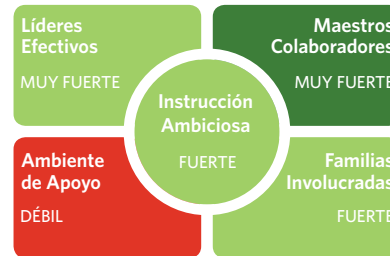 Líderes
Efectivos
MUY FUERTE
Maestros
Colaboradores
MUY FUERTE
Instrucción
Ambiciosa
FUERTE
Ambiente
de Apoyo
DÉBIL
Familias
Involucradas
FUERTE